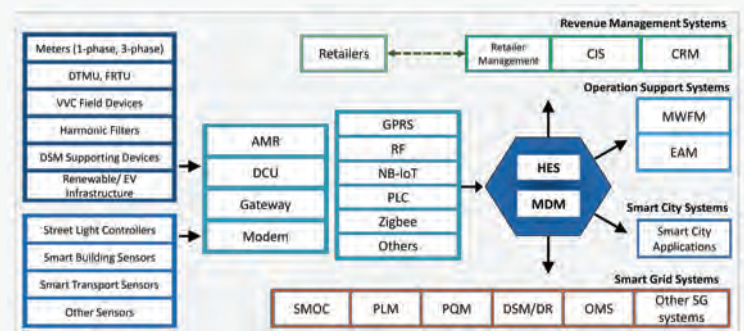 Revenue Management Systems
Meters (1-phase, 3-phase)
DTMU, FRTU
VVC Field Devices
Harmonic Filters
DSM Supporting Devices
Renewable/ EV
Infrastructure
Street Light Controllers
Smart Building Sensors
Smart Transport Sensors
Other Sensors
AMR
DCU
Gateway
Modem
GPRS
RF
NB-IoT
PLC
Zigbee
Others
Retailers
Retailer
Management
CIS
CRM
Operation Support Systems
MWFM
EAM
HES
MDM
Smart City Systems
Smart City
Applications
Smart Grid Systems
SMOC
PLM
PQM
DSM/DR
OMS
Other SG
systems